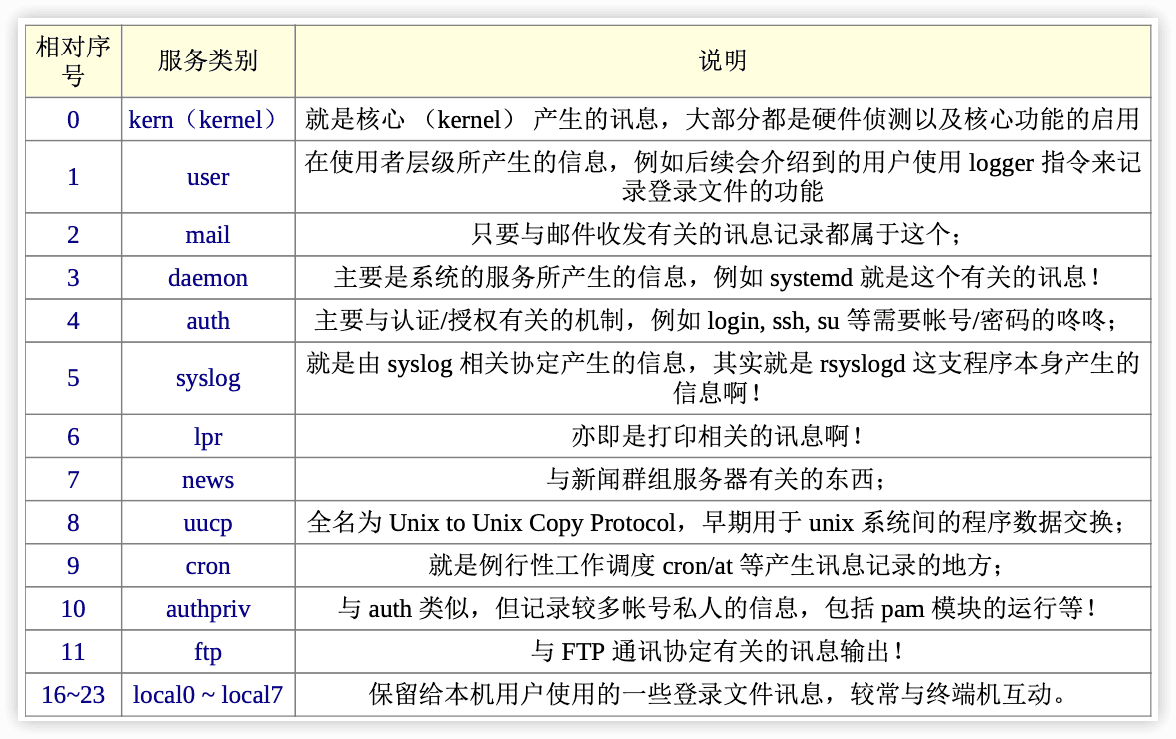 相对序
号
服务类别
说明
0
kern（kernel）
就是核心 （kernel） 产生的讯息，大部分都是硬件侦测以及核心功能的启用
1
user
在使用者层级所产生的信息，例如后续会介绍到的用户使用 logger 指令来记
录登录文件的功能
2
mail
只要与邮件收发有关的讯息记录都属于这个；
3
daemon
主要是系统的服务所产生的信息，例如 systemd 就是这个有关的讯息！
4
auth
主要与认证/授权有关的机制，例如 login, ssh, su 等需要帐号/密码的咚咚；
5
syslog
就是由 syslog 相关协定产生的信息，其实就是 rsyslogd 这支程序本身产生的
信息啊！
6
lpr
亦即是打印相关的讯息啊！
7
news
与新闻群组服务器有关的东西；
8
uucp
全名为 Unix to Unix Copy Protocol，早期用于 unix 系统间的程序数据交换；
9
cron
就是例行性工作调度 cron/at 等产生讯息记录的地方；
10
authpriv
与 auth 类似，但记录较多帐号私人的信息，包括 pam 模块的运行等！
11
ftp
与 FTP 通讯协定有关的讯息输出！
16~23
local0 ~ local7
保留给本机用户使用的一些登录文件讯息，较常与终端机互动。